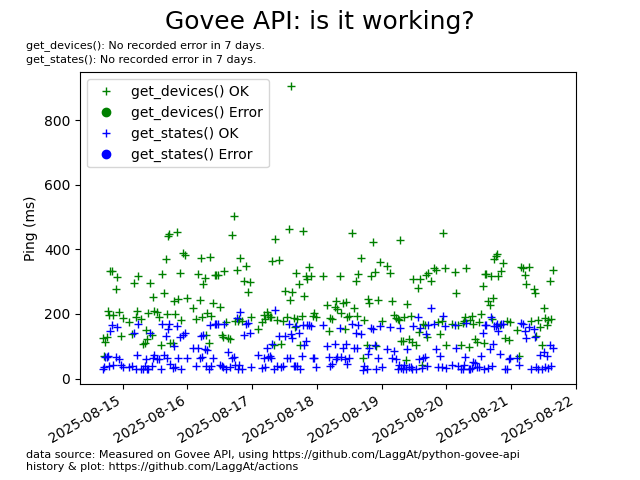 Govee API: is it working?
get_devices(): No recorded error in 7 days.
get_states(): No recorded error in 7 days.
get_devices() OK
get_devices() Error
get_states() OK
get_states() Error
Ping (ms)
800
600
400
200
0
2025-08-15
2025-08-16
2025-08-17
2025-08-18
2025-08-19
2025-08-20
2025-08-21
2025-08-22
data source: Measured on Govee API, using https://github.com/LaggAt/python-govee-api
history & plot: https://github.com/LaggAt/actions